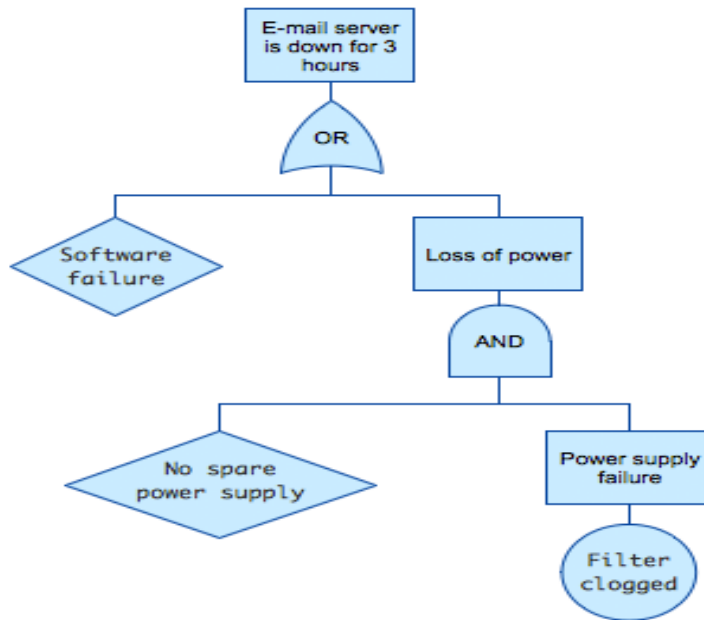 E-mail server
is down for 3
hours
OR
Software
failure
Loss of power
AND
No spare
power supply
Power supply
failure
Filter
clogged